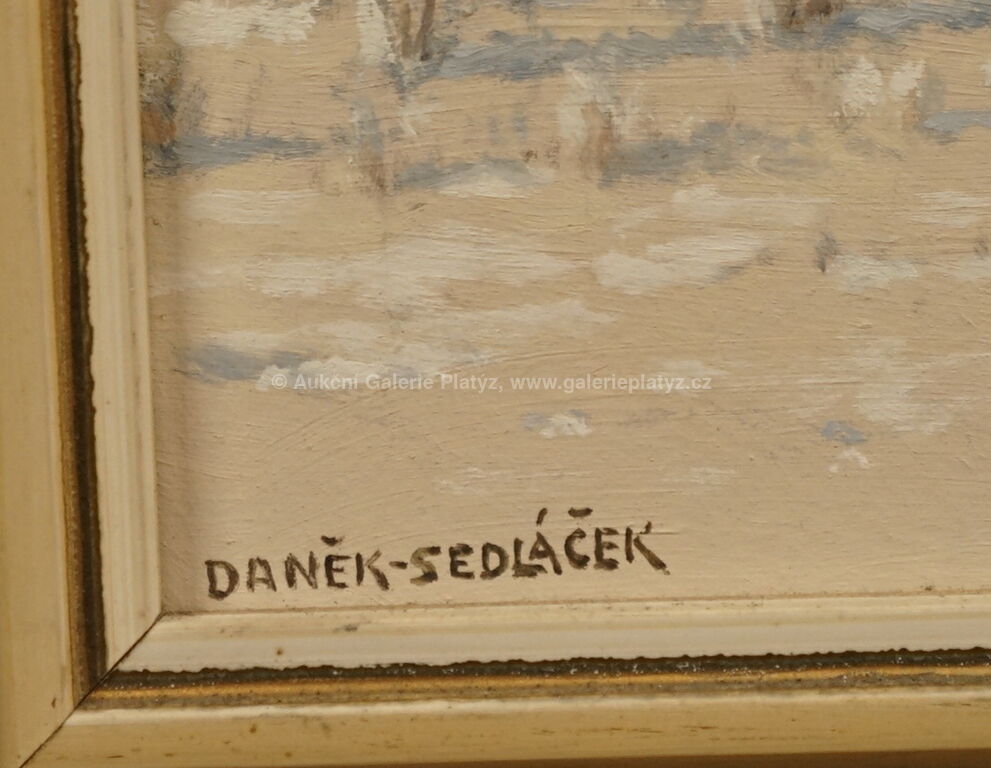 © Aukční Galerie Platýz, www.galerieplatyz.cz
DANĚK-SEDLÁČEK